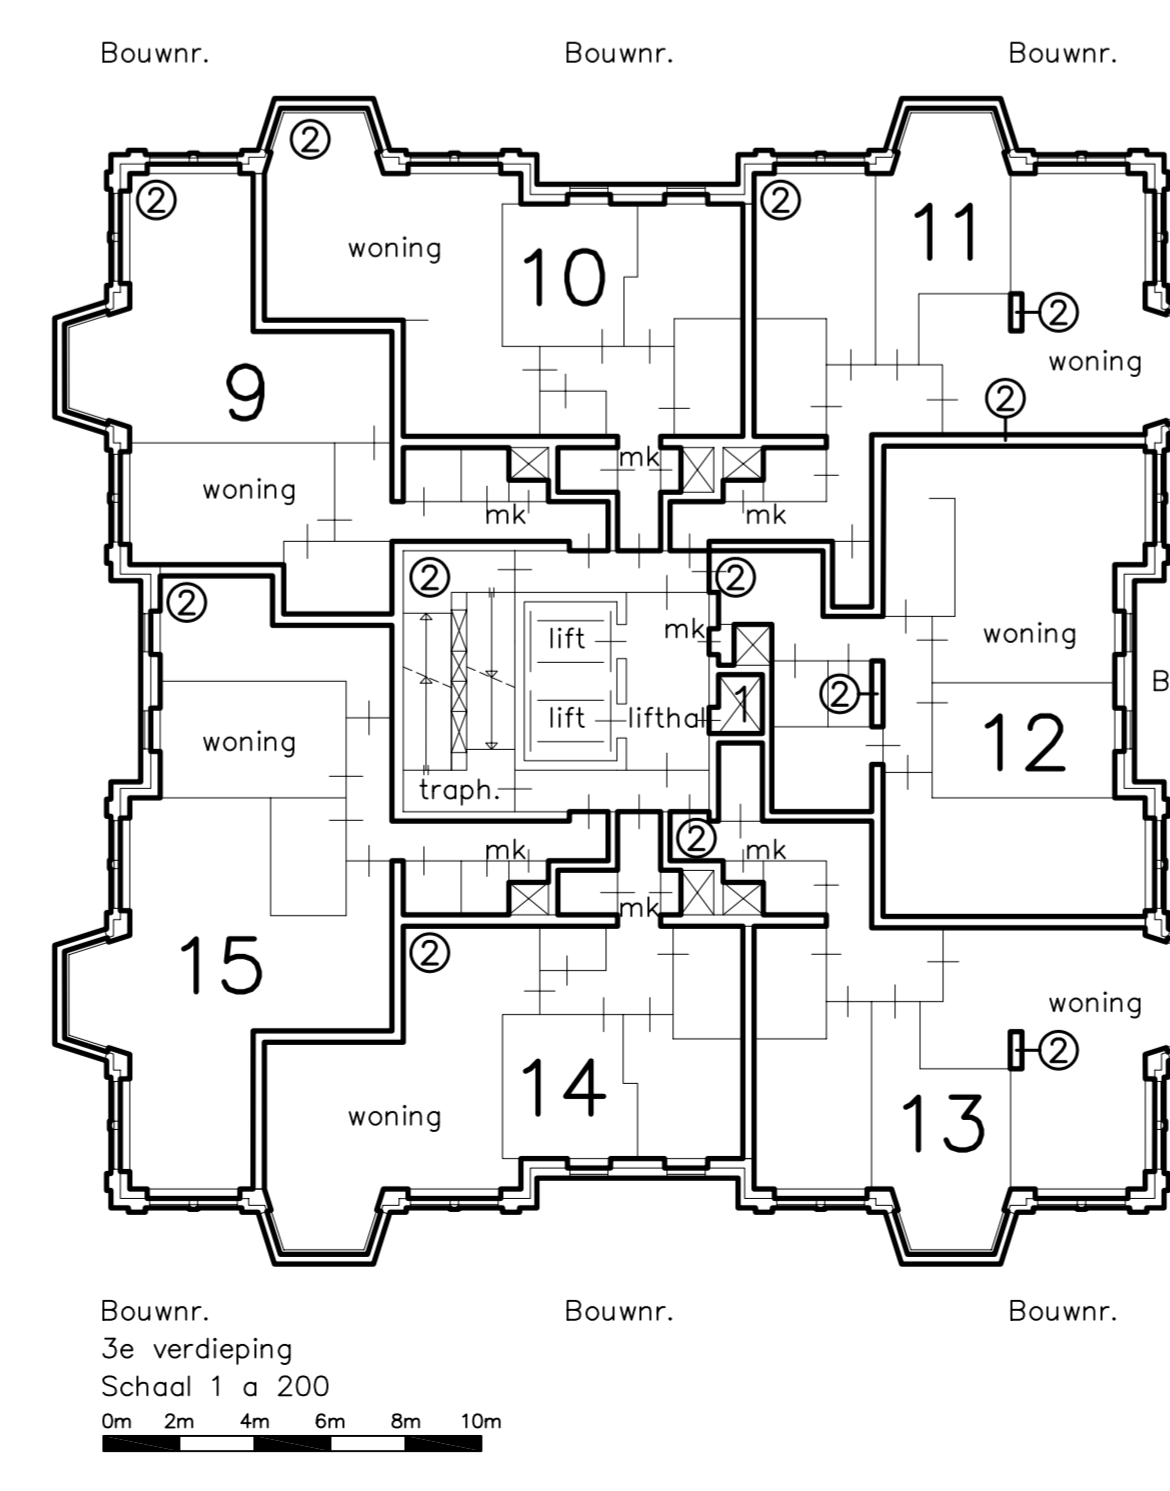 Bouwnr. Bouwnr. Bouwnr.
2
2 2
11
woning 10
2
woning
9 2
mk
woning
mk mk
2 2
2
mk
lift woning
2
1
B
woning lift lifthal 12
traph.
2
mk mk
mk
2
15
woning
2
14
woning 13
Bouwnr. Bouwnr. Bouwnr.
3e verdieping
Schaal 1 a 200
0m 2m 4m 6m 8m 10m